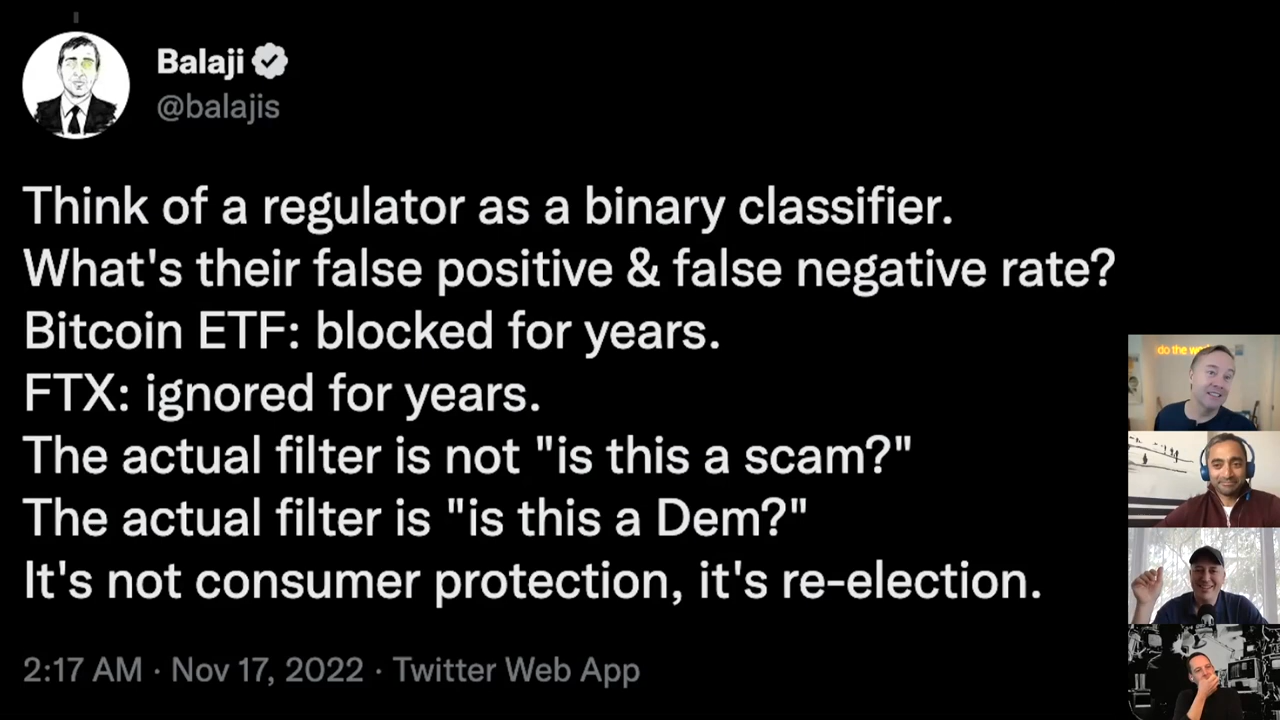 Balaji
@balajis
Think of a regulator as a binary classifier.
What's their false positive & false negative rate?
Bitcoin ETF: blocked for years.
FTX: ignored for years.
The actual filter is not "is this a scam?"
The actual filter is "is this a Dem?"
It's not consumer protection, it's re-election.
2:17 AM · Nov 17, 2022 · Twitter Web App
do the